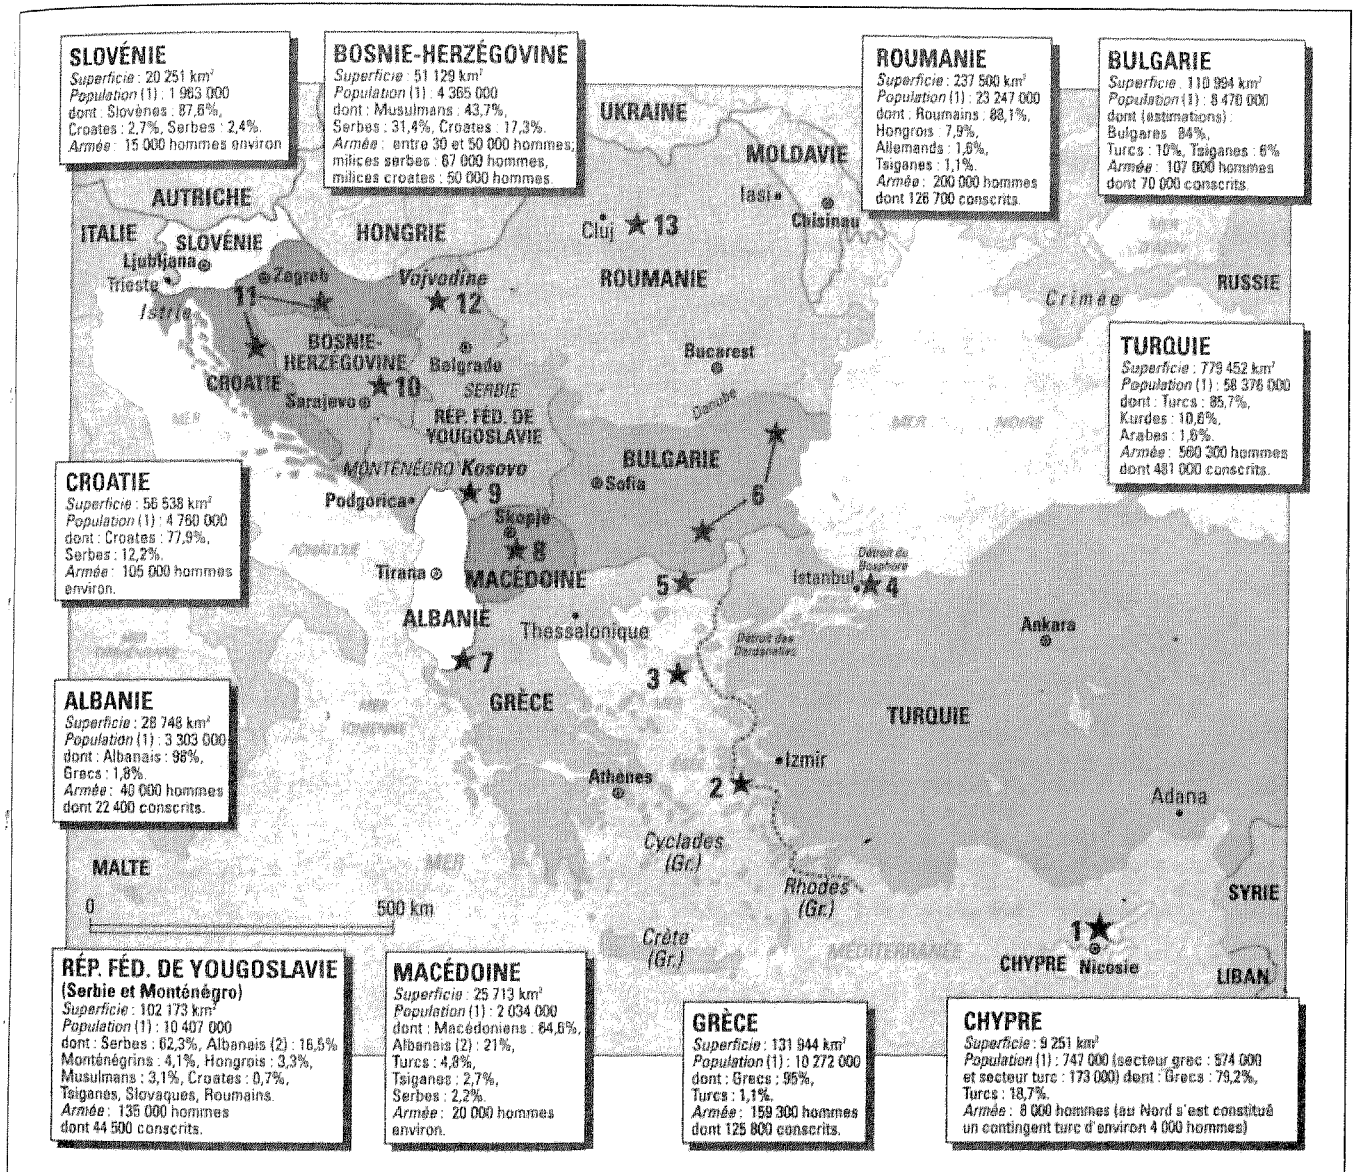 SLOVÉNIE
Superficie : 20 251 km²
Population (1) : 1 963 000
dont : Slovènes : 87,6%,
Croates : 2,7%, Serbes : 2,4%.
Armée : 15 000 hommes environ
BOSNIE-HERZÉGOVINE
Superficie : 51 129 km²
Population (1) : 4 365 000
dont : Musulmans : 43,7%,
Serbes : 31,4%, Croates : 17,3%.
Armée : entre 30 et 50 000 hommes;
milices serbes : 67 000 hommes,
milices croates : 50 000 hommes.
ROUMANIE
Superficie : 237 500 km²
Population (1) : 23 247 000
dont : Roumains : 88,1%,
Hongrois : 7,9%,
Allemands : 1,6%,
Tsiganes : 1,1%.
Armée : 200 000 hommes
dont 126 700 conscrits.
BULGARIE
Superficie : 110 994 km²
Population (1) : 8 470 000
dont (estimations) :
Bulgares 84%,
Turcs : 10%, Tsiganes : 6%
Armée : 107 000 hommes
dont 70 000 conscrits.
UKRAINE
MOLDAVIE
AUTRICHE
Iasi
Chisinau
ITALIE
SLOVÉNIE
HONGRIE
Cluj
13
Ljubljana
Zagreb
Vojvodine
ROUMANIE
RUSSIE
Trieste
11
12
Crimée
Istrie
BOSNIE-
HERZÉGOVINE
Belgrade
Bucarest
CROATIE
10
SERBIE
Danube
Sarajevo
RÉP. FÉD. DE
YOUGOSLAVIE
MER
MER
NOIRE
TURQUIE
Superficie : 779 452 km²
Population (1) : 58 376 000
dont : Turcs : 85,7%,
Kurdes : 10,6%,
Arabes : 1,6%.
Armée : 560 300 hommes
dont 481 000 conscrits.
MONTÉNÉGRO
Kosovo
BULGARIE
Sofia
6
Podgorica
9
CROATIE
Superficie : 56 538 km²
Population (1) : 4 760 000
dont : Croates : 77,9%,
Serbes : 12,2%.
Armée : 105 000 hommes
environ.
ADRIATIQUE
Skopje
8
Tirana
MACÉDOINE
5
Détroit du
Bosphore
Istanbul
4
ALBANIE
Thessalonique
Détroit des
Dardanelles
Ankara
7
3
GRÈCE
TURQUIE
ALBANIE
Superficie : 28 748 km²
Population (1) : 3 303 000
dont : Albanais : 98%,
Grecs : 1,8%.
Armée : 40 000 hommes
dont 22 400 conscrits.
MER
IONIENNE
MER
Izmir
Athènes
2
Adana
Cyclades
(Gr.)
MER
MALTE
Rhodes
(Gr.)
SYRIE
0
500 km
Crète
(Gr.)
MÉDITERRANÉE
1
CHYPRE
Nicosie
LIBAN
RÉP. FÉD. DE YOUGOSLAVIE
(Serbie et Monténégro)
Superficie : 102 173 km²
Population (1) : 10 407 000
dont : Serbes : 62,3%, Albanais (2) : 16,5%
Monténégrins : 4,1%, Hongrois : 3,3%,
Musulmans : 3,1%, Croates : 0,7%,
Tsiganes, Slovaques, Roumains.
Armée : 135 000 hommes
dont 44 500 conscrits.
MACÉDOINE
Superficie : 25 713 km²
Population (1) : 2 034 000
dont : Macédoniens : 64,6%,
Albanais (2) : 21%,
Turcs : 4,8%,
Tsiganes : 2,7%,
Serbes : 2,2%.
Armée : 20 000 hommes
environ.
GRÈCE
Superficie : 131 944 km²
Population (1) : 10 272 000
dont : Grecs : 95%,
Turcs : 1,1%.
Armée : 159 300 hommes
dont 125 800 conscrits.
CHYPRE
Superficie : 9 251 km²
Population (1) : 747 000 (secteur grec : 574 000
et secteur turc : 173 000) dont : Grecs : 79,2%,
Turcs : 18,7%.
Armée : 8 000 hommes (au Nord s'est constitué
un contingent turc d'environ 4 000 hommes)